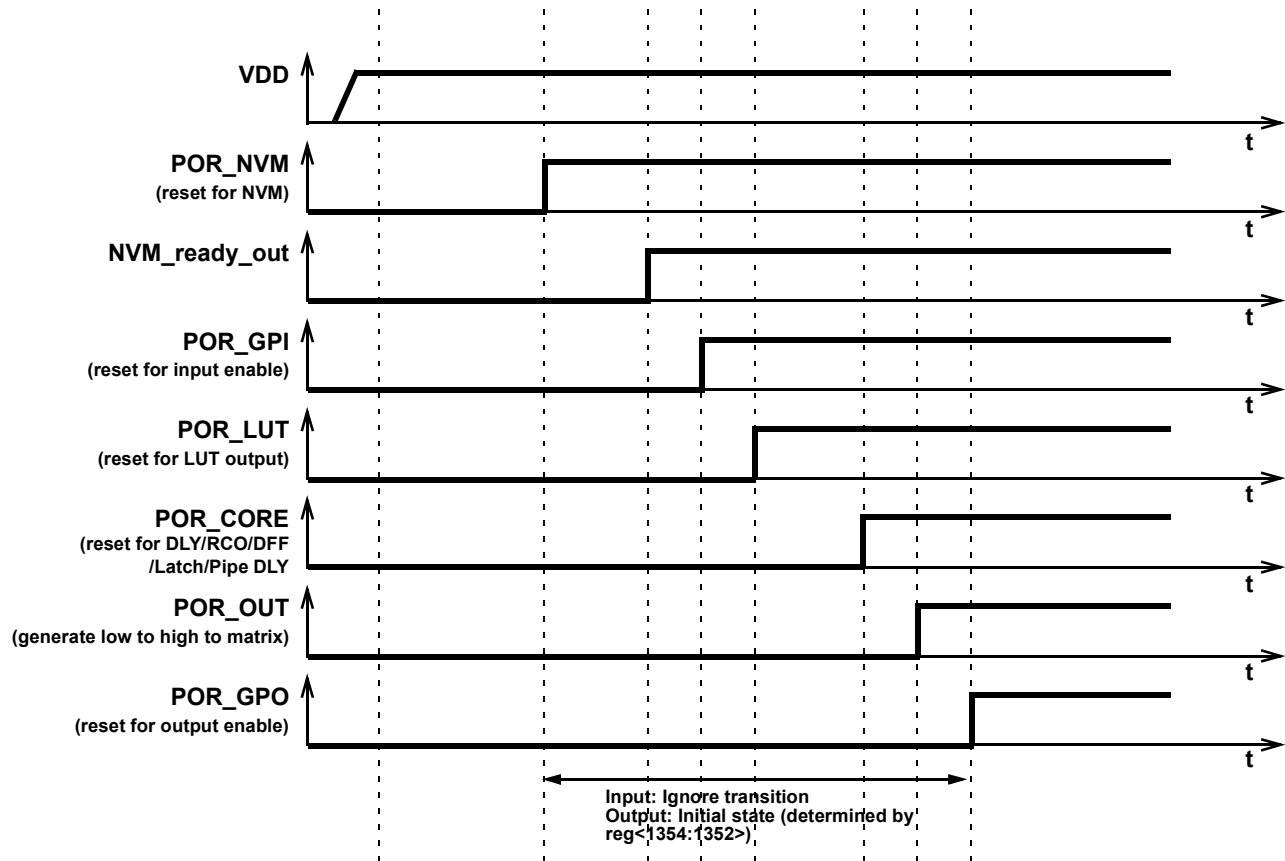 VDD
t
POR_NVM
(reset for NVM)
t
NVM_ready_out
t
POR_GPI
(reset for input enable)
t
POR_LUT
(reset for LUT output)
t
POR_CORE
(reset for DLY/RCO/DFF
/Latch/Pipe DLY
t
POR_OUT
(generate low to high to matrix)
t
POR_GPO
(reset for output enable)
t
Input: Ignore transition
Output: Initial state (determined by
reg<1354:1352>)